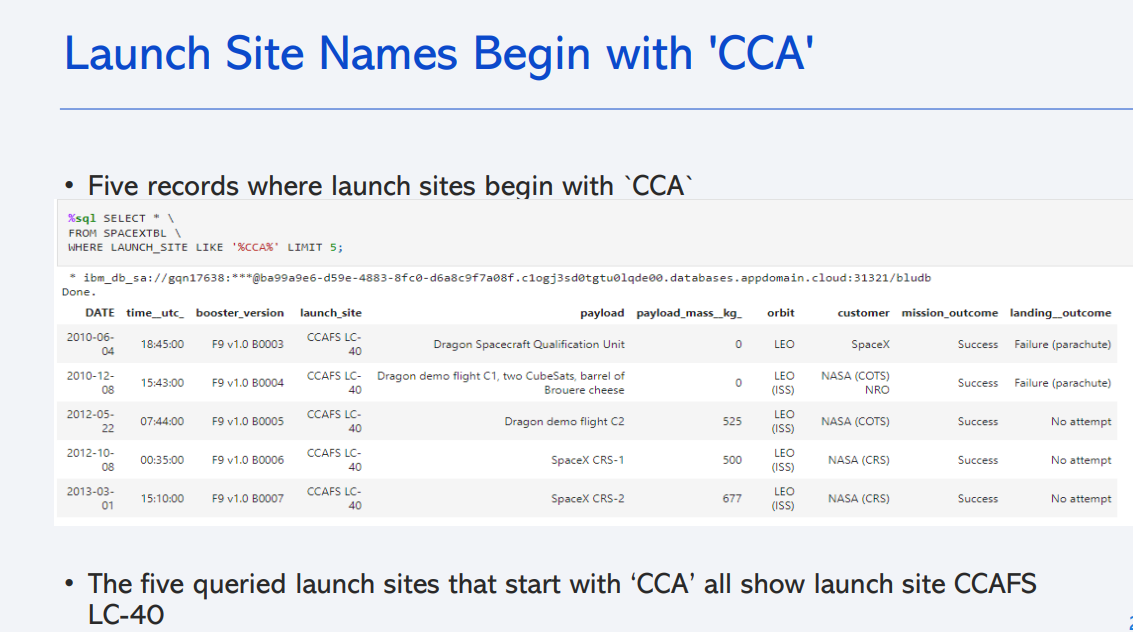 Launch Site Names Begin with 'CCA'
• Five records where launch sites begin with `CCA`
%sql SELECT * \
FROM SPACEXTBL \
WHERE LAUNCH_SITE LIKE '%CCA%' LIMIT 5;
* ibm_db_sa://gqn17638:***@ba99a9e6-d59e-4883-8fc0-d6a8c9f7a08f.c1ogj3sd0tgtu0lqde00.databases.appdomain.cloud:31321/bludb
Done.
DATE time__utc_ booster_version launch_site payload payload_mass__kg_ orbit customer mission_outcome landing__outcome
2010-06-04 18:45:00 F9 v1.0 B0003 CCAFS LC-40 Dragon Spacecraft Qualification Unit 0 LEO SpaceX Success Failure (parachute)
2010-12-08 15:43:00 F9 v1.0 B0004 CCAFS LC-40 Dragon demo flight C1, two CubeSats, barrel of Brouere cheese 0 LEO (ISS) NASA (COTS) NRO Success Failure (parachute)
2012-05-22 07:44:00 F9 v1.0 B0005 CCAFS LC-40 Dragon demo flight C2 525 LEO (ISS) NASA (COTS) Success No attempt
2012-10-08 00:35:00 F9 v1.0 B0006 CCAFS LC-40 SpaceX CRS-1 500 LEO (ISS) NASA (CRS) Success No attempt
2013-03-01 15:10:00 F9 v1.0 B0007 CCAFS LC-40 SpaceX CRS-2 677 LEO (ISS) NASA (CRS) Success No attempt
• The five queried launch sites that start with ‘CCA’ all show launch site CCAFS
LC-40